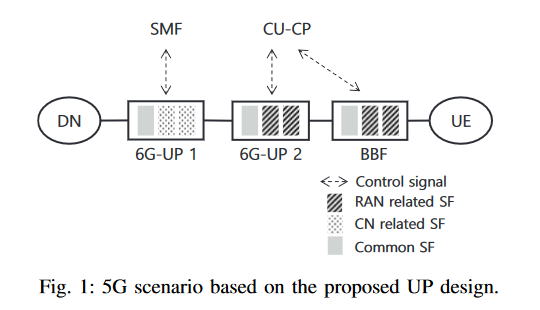 SMF CU-CP
DN UE
6G-UP 1 6G-UP 2 BBF
Control signal
RAN related SF
CN related SF
Common SF
Fig. 1: 5G scenario based on the proposed UP design.